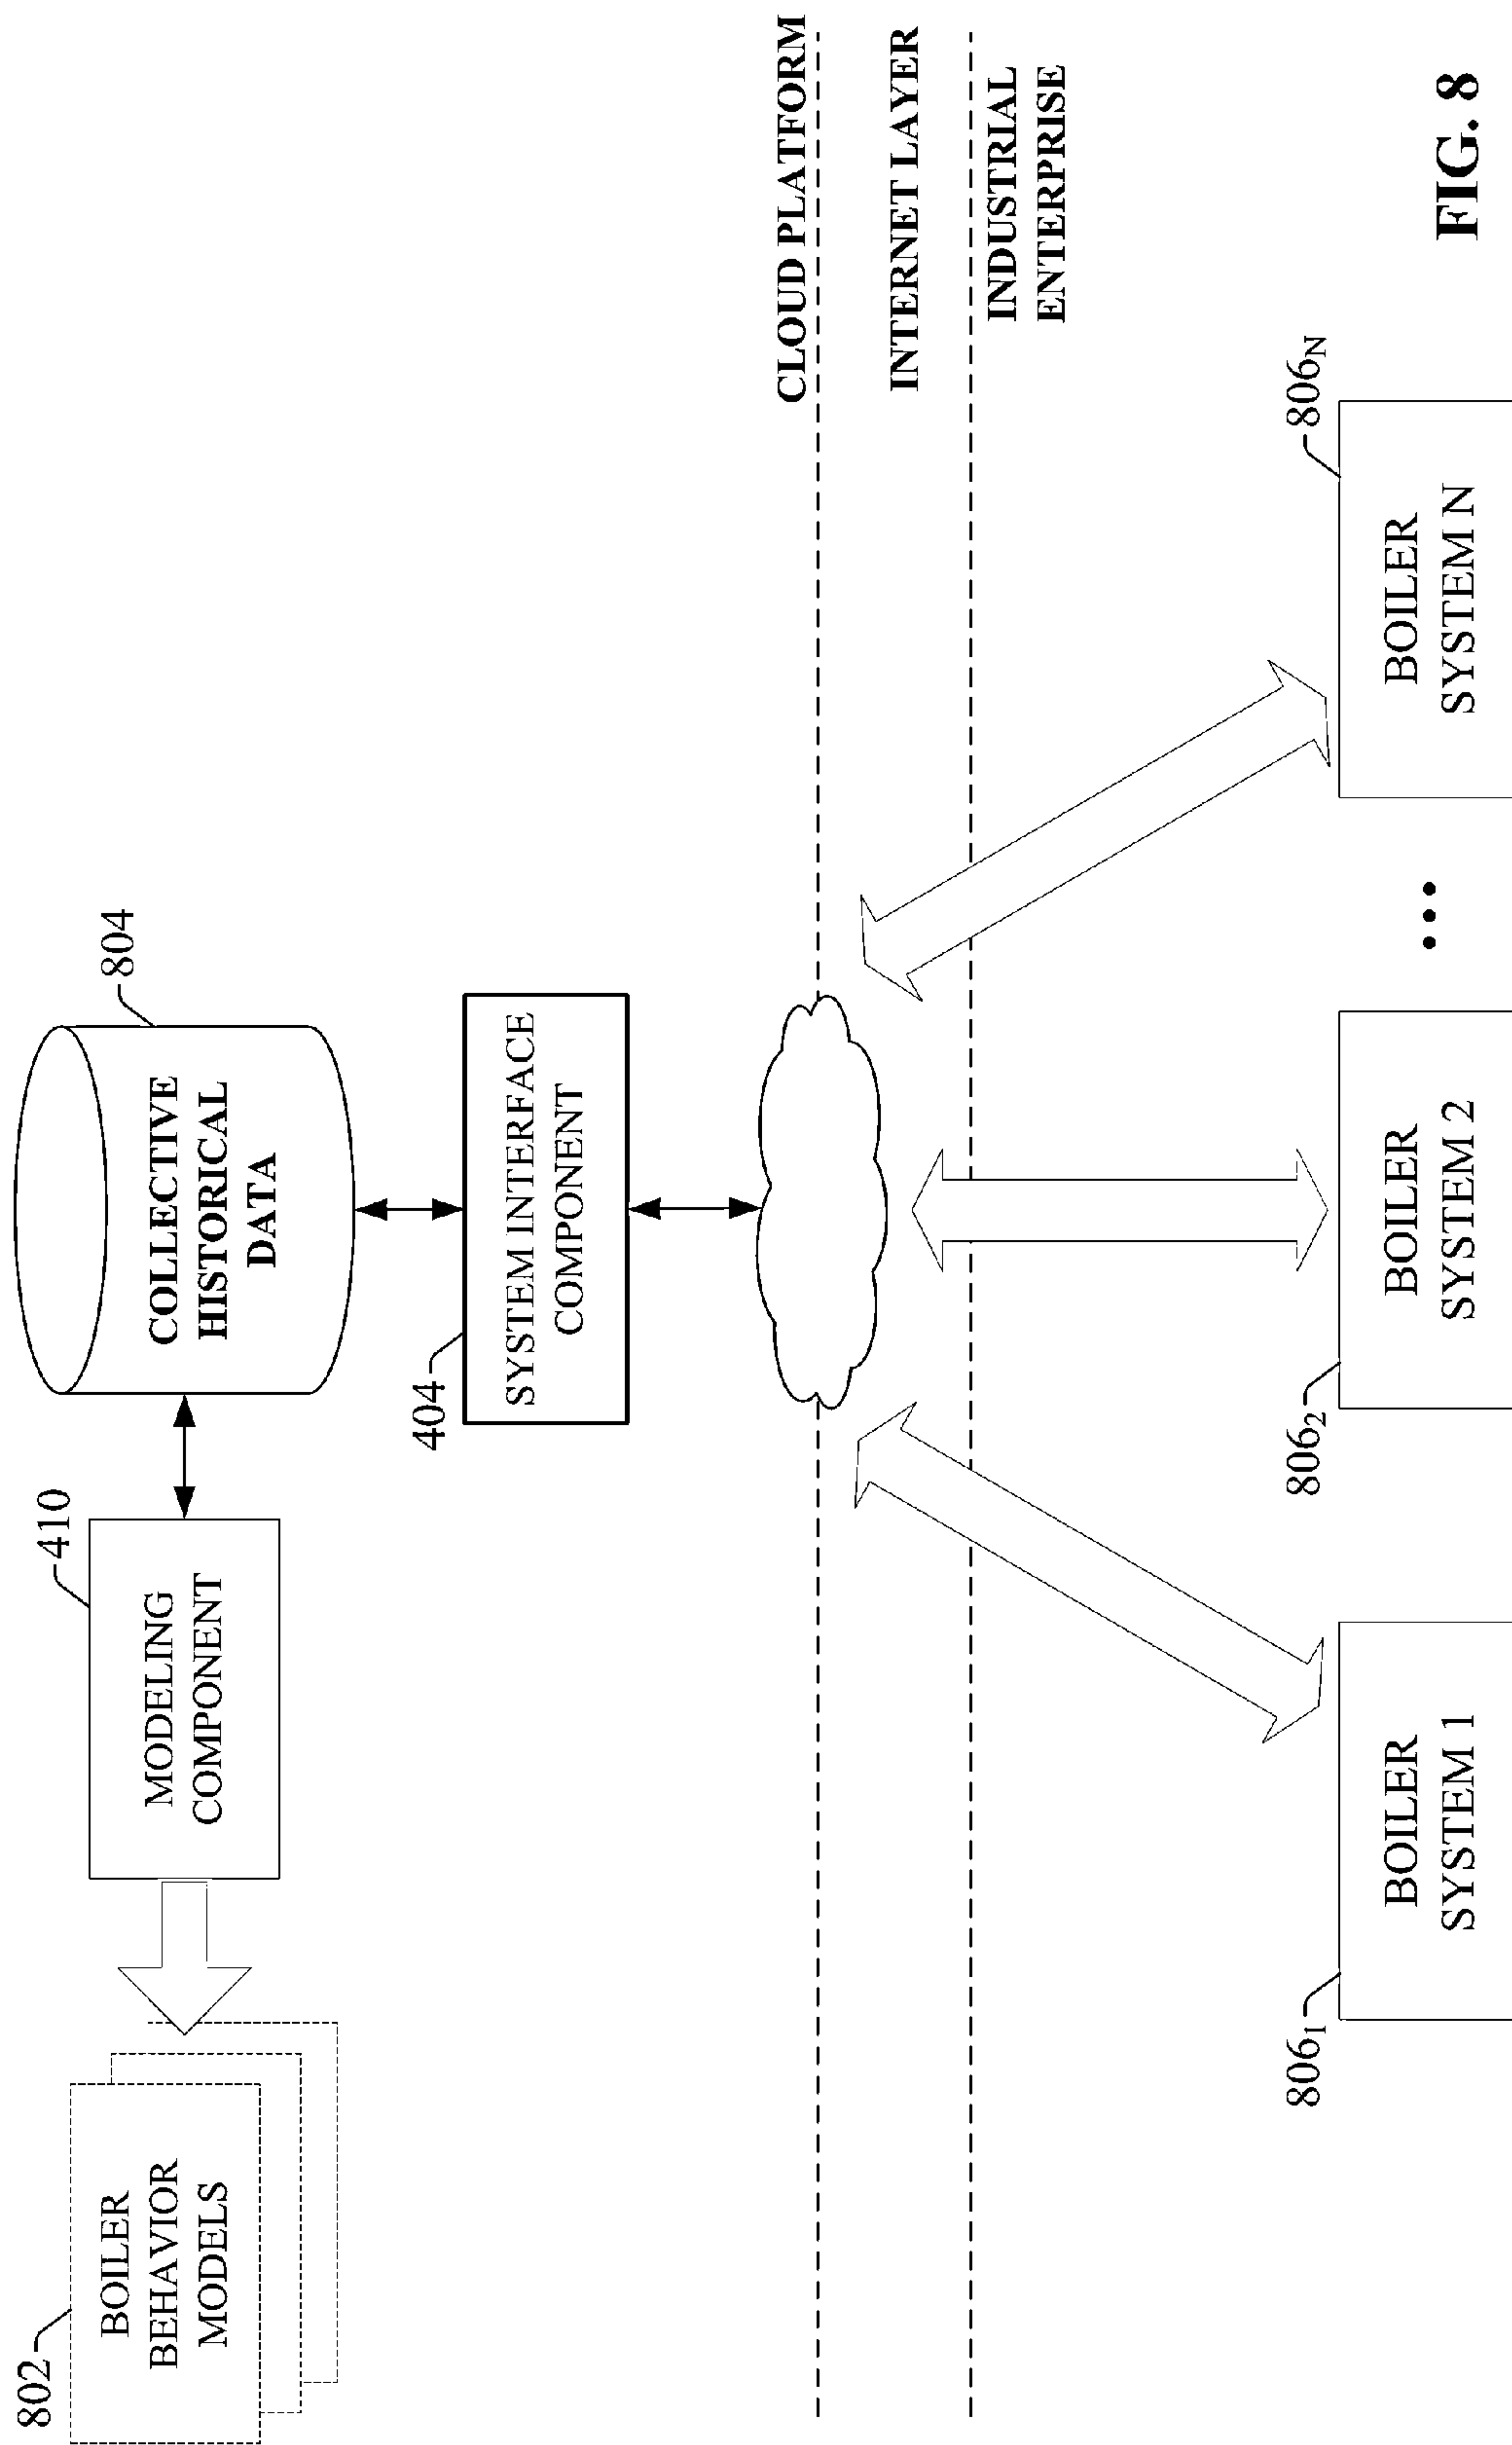 802
BOILER
BEHAVIOR
MODELS
410
MODELING
COMPONENT
804
COLLECTIVE
HISTORICAL
DATA
404
SYSTEM INTERFACE
COMPONENT
CLOUD PLATFORM
INTERNET LAYER
INDUSTRIAL
ENTERPRISE
806₁
BOILER
SYSTEM 1
806₂
BOILER
SYSTEM 2
•••
806_N
BOILER
SYSTEM N
FIG. 8